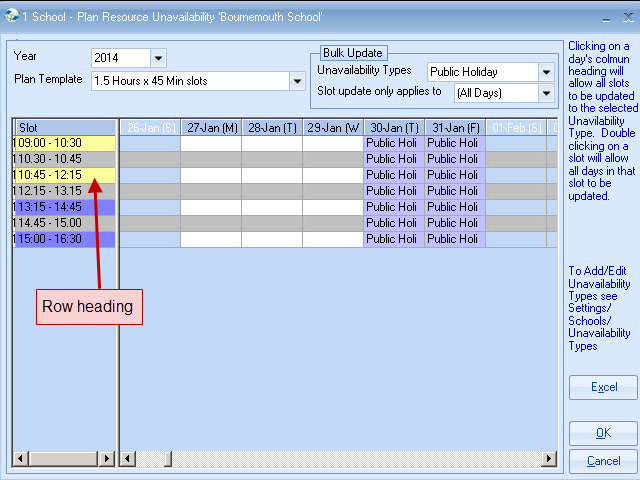 1 School - Plan Resource Unavailability 'Bournemouth School'
Year 2014
Plan Template 1.5 Hours x 45 Min slots
Bulk Update
Unavailability Types Public Holiday
Slot update only applies to (All Days)
Clicking on a
day's colmun
heading will
allow all slots
to be updated
to the selected
Unavailability
Type. Double
clicking on a
slot will allow
all days in that
slot to be
updated.
Slot 26-Jan (S) 27-Jan (M) 28-Jan (T) 29-Jan (W 30-Jan (T) 31-Jan (F) 01-Feb (S)
109:00 - 10:30 Public Holi Public Holi
110.30 - 10.45 Public Holi Public Holi
110:45 - 12:15 Public Holi Public Holi
112.15 - 13.15 Public Holi Public Holi
113:15 - 14:45 Public Holi Public Holi
114.45 - 15.00 Public Holi Public Holi
115:00 - 16:30 Public Holi Public Holi
Row heading
To Add/Edit
Unavailability
Types see
Settings/
Schools/
Unavailability
Types
Excel
OK
Cancel